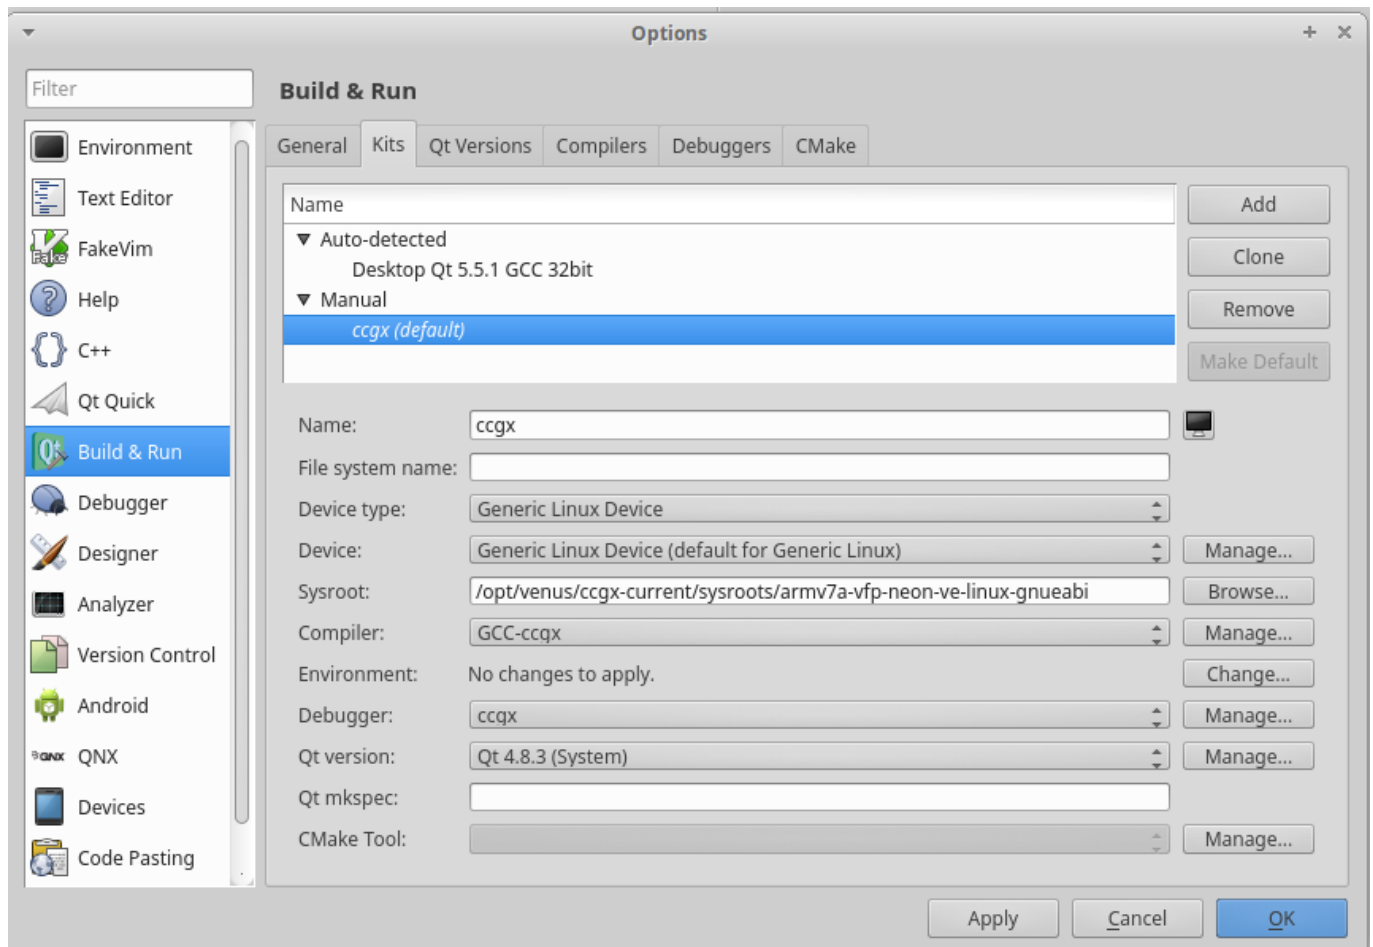 Options
Filter
Build & Run
Environment
Text Editor
FakeVim
Help
C++
Qt Quick
Build & Run
Debugger
Designer
Analyzer
Version Control
Android
QNX
QNX
Devices
Code Pasting
General Kits Qt Versions Compilers Debuggers CMake
Name
Auto-detected
Desktop Qt 5.5.1 GCC 32bit
Manual
ccgx (default)
Add
Clone
Remove
Make Default
Name: ccgx
File system name:
Device type: Generic Linux Device
Device: Generic Linux Device (default for Generic Linux) Manage...
Sysroot: /opt/venus/ccgx-current/sysroots/armv7a-vfp-neon-ve-linux-gnueabi Browse...
Compiler: GCC-ccgx Manage...
Environment: No changes to apply. Change...
Debugger: ccgx Manage...
Qt version: Qt 4.8.3 (System) Manage...
Qt mkspec:
CMake Tool: Manage...
Apply Cancel OK